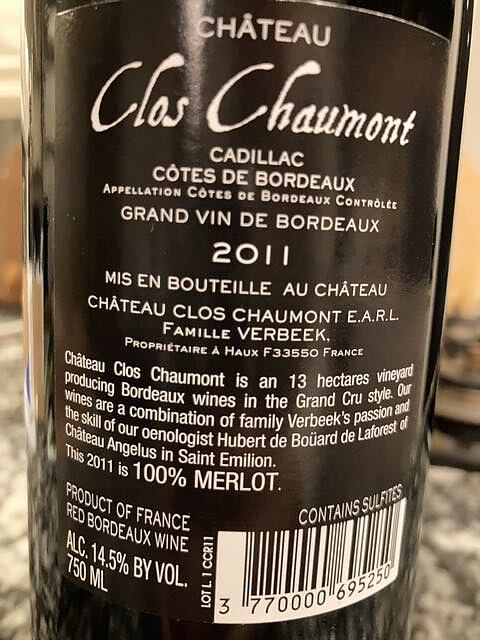 CHÂTEAU
Clos Chaumont
CADILLAC
CÔTES DE BORDEAUX
APPELLATION CÔTES DE BORDEAUX CONTRÔLÉE
GRAND VIN DE BORDEAUX
2011
MIS EN BOUTEILLE AU CHÂTEAU
CHÂTEAU CLOS CHAUMONT E.A.R.L.
FAMILLE VERBEEK,
PROPRIÉTAIRE À HAUX F33550 FRANCE
Château Clos Chaumont is an 13 hectares vineyard
producing Bordeaux wines in the Grand Cru style. Our
wines are a combination of family Verbeek's passion and
the skill of our oenologist Hubert de Boüard de Laforest of
Château Angelus in Saint Emilion.
This 2011 is 100% MERLOT.
PRODUCT OF FRANCE
RED BORDEAUX WINE
ALC. 14.5% BY VOL.
750 ML
CONTAINS SULFITES
LOT L 1 CCR11
3 770000 695250